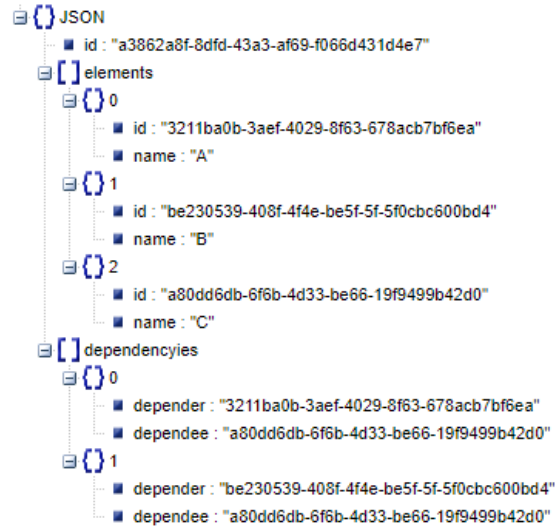 JSON
id : "a3862a8f-8dfd-43a3-af69-f066d431d4e7"
elements
0
id : "3211ba0b-3aef-4029-8f63-678acb7bf6ea"
name : "A"
1
id : "be230539-408f-4f4e-be5f-5f-5f0cbc600bd4"
name : "B"
2
id : "a80dd6db-6f6b-4d33-be66-19f9499b42d0"
name : "C"
dependencyies
0
depender : "3211ba0b-3aef-4029-8f63-678acb7bf6ea"
dependee : "a80dd6db-6f6b-4d33-be66-19f9499b42d0"
1
depender : "be230539-408f-4f4e-be5f-5f-5f0cbc600bd4"
dependee : "a80dd6db-6f6b-4d33-be66-19f9499b42d0"